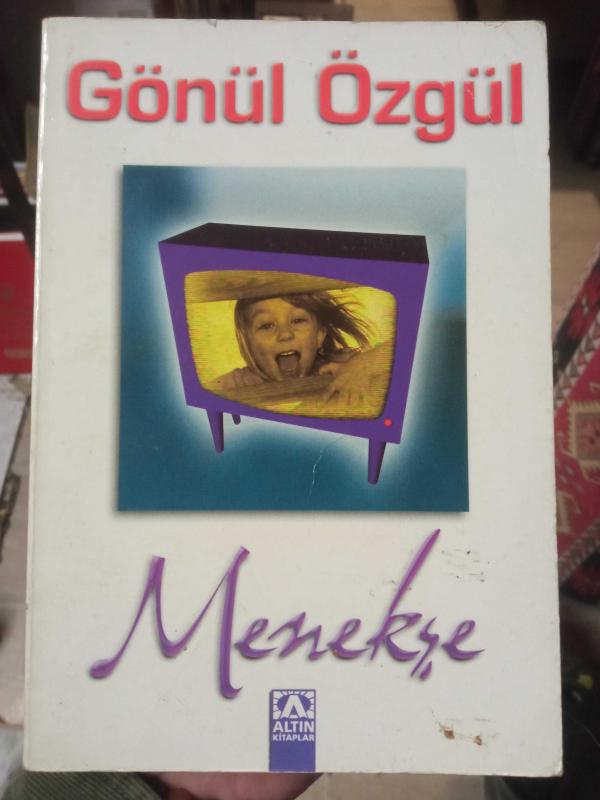 Gönül Özgül
Menekşe
ALTIN
KİTAPLAR